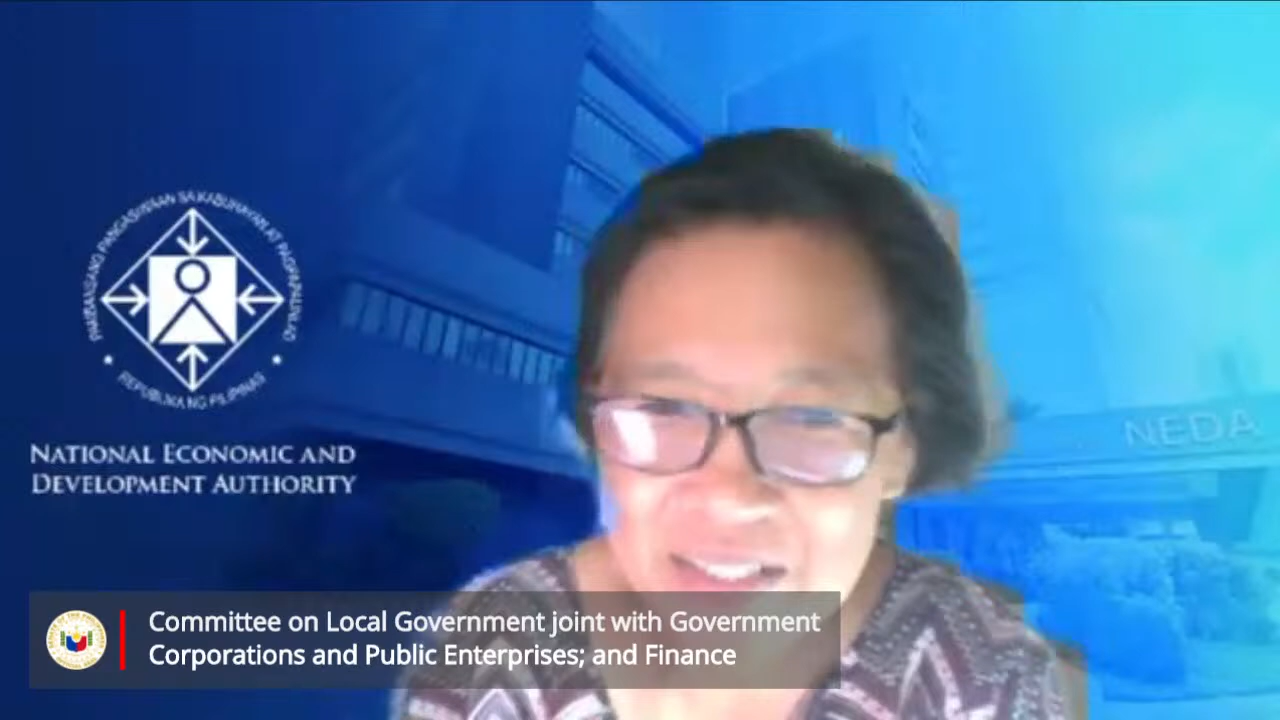 PAMBANSANG PANGASIWAAN SA KABUHAYAN AT PAGPAPAUNLAD
REPUBLIKA NG PILIPINAS
NATIONAL ECONOMIC AND
DEVELOPMENT AUTHORITY
NEDA
Committee on Local Government joint with Government
Corporations and Public Enterprises; and Finance